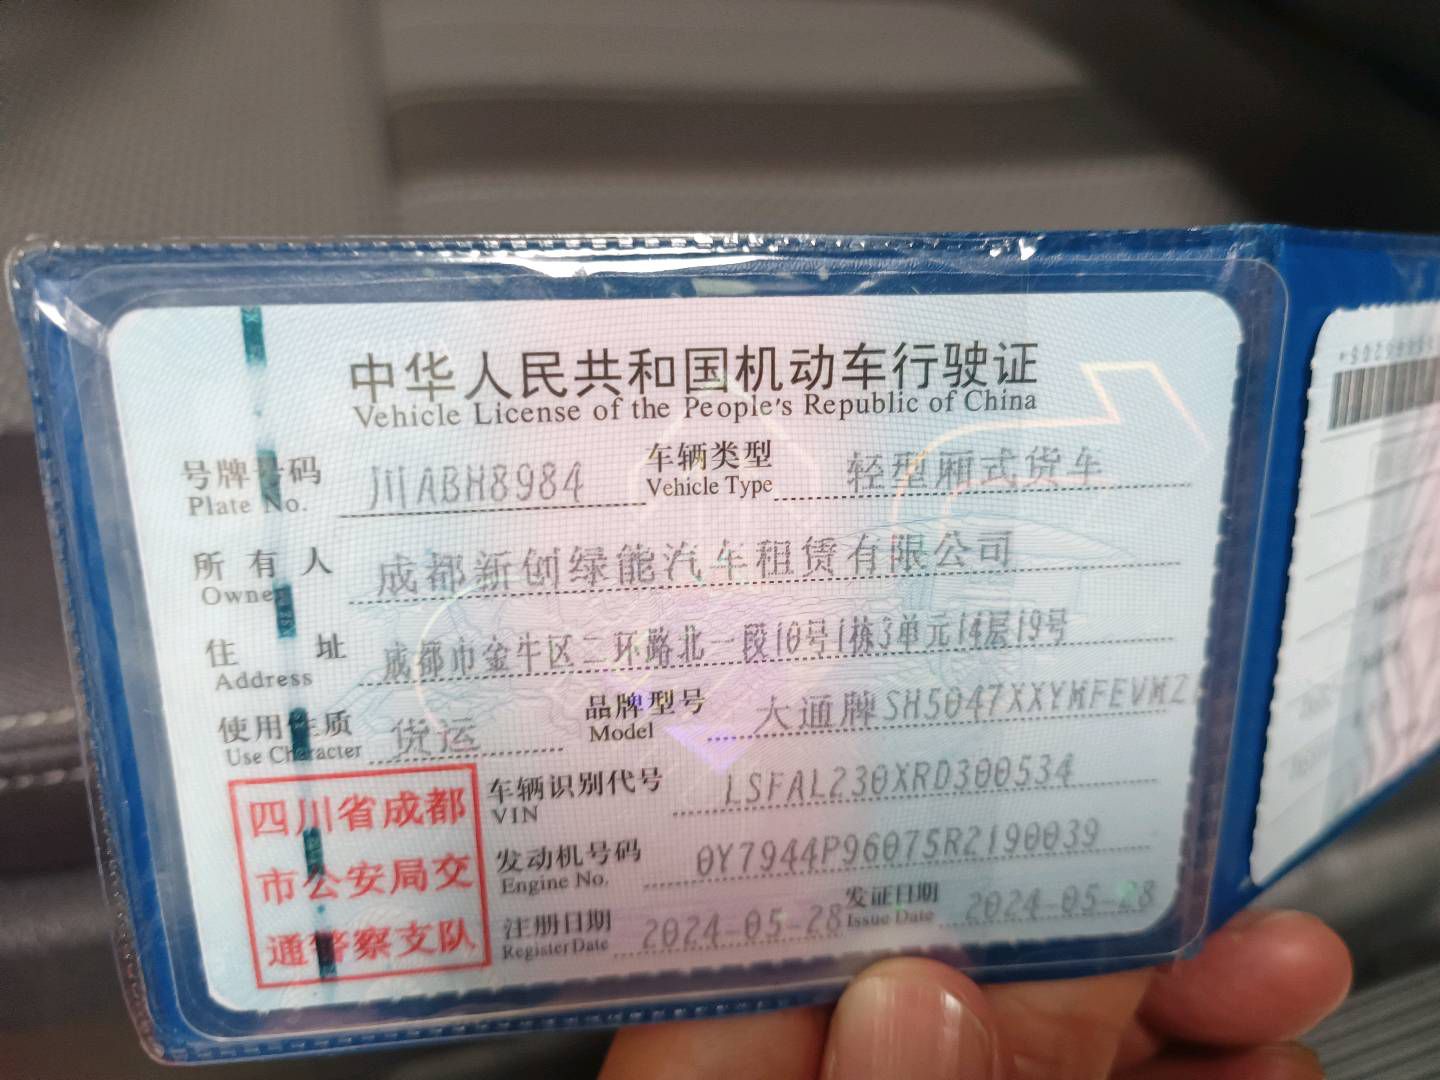 中华人民共和国机动车行驶证
Vehicle License of the People's Republic of China
号牌号码 川ABH8984 车辆类型 轻型厢式货车
Plate No. Vehicle Type
所有人 成都新创绿能汽车租赁有限公司
Owner
住址 成都市金牛区二环路北一段10号1栋3单元14层19号
Address
使用性质 货运 品牌型号 大通牌SH5047XXYMFEVMZ
Use Character Model
四川省成都
市公安局交
通警察支队
车辆识别代号 LSFAL230XRD300534
VIN
发动机号码 0Y7944P96075R2190039
Engine No.
注册日期 2024-05-28 发证日期 2024-05-28
Register Date Issue Date